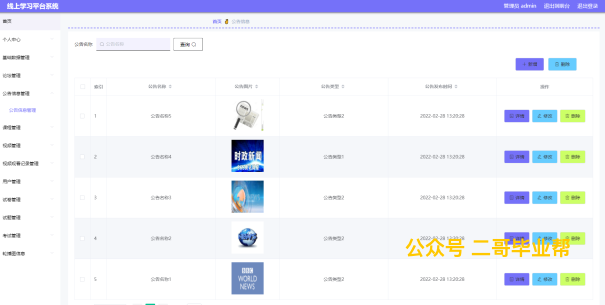 线上学习平台系统 管理员 admin 退出到前台 退出登录
首页 首页 公告信息
个人中心
基础数据管理
论坛管理
公告信息管理
公告信息管理
课程管理
视频管理
视频观看记录管理
用户管理
试卷管理
试题管理
考试管理
轮播图信息
公告名称 公告名称 查询
+ 新增 删除
索引 公告名称 公告图片 公告类型 公告发布时间 操作
1 公告名称5 公告类型2 2022-02-28 13:20:28 详情 修改 删除
2 公告名称4 时政新闻 公告类型1 2022-02-28 13:20:28 详情 修改 删除
3 公告名称3 公告类型2 2022-02-28 13:20:28 详情 修改 删除
4 公告名称2 公告类型2 2022-02-28 13:20:28 详情 修改 删除
公众号 二哥毕业帮
5 公告名称1 BBC WORLD NEWS 公告类型2 2022-02-28 13:20:28 详情 修改 删除